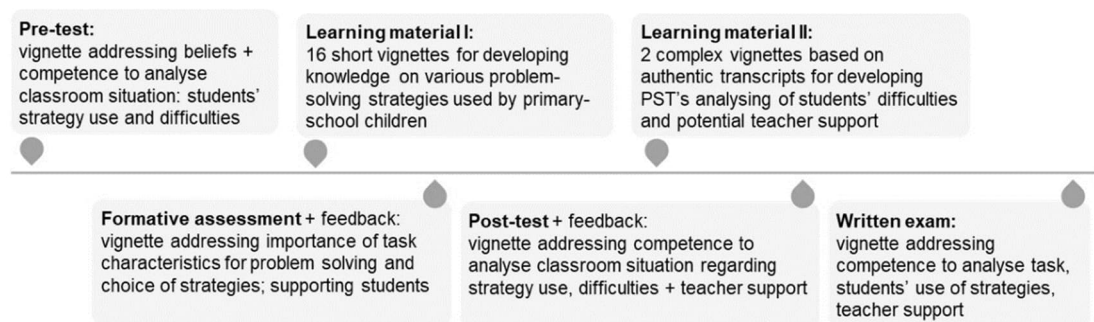 Pre-test:
vignette addressing beliefs +
competence to analyse
classroom situation: students’
strategy use and difficulties
Learning material I:
16 short vignettes for developing
knowledge on various problem-
solving strategies used by primary-
school children
Learning material II:
2 complex vignettes based on
authentic transcripts for developing
PST’s analysing of students’ difficulties
and potential teacher support
Formative assessment + feedback:
vignette addressing importance of task
characteristics for problem solving and
choice of strategies; supporting students
Post-test + feedback:
vignette addressing competence to
analyse classroom situation regarding
strategy use, difficulties + teacher support
Written exam:
vignette addressing
competence to analyse task,
students’ use of strategies,
teacher support